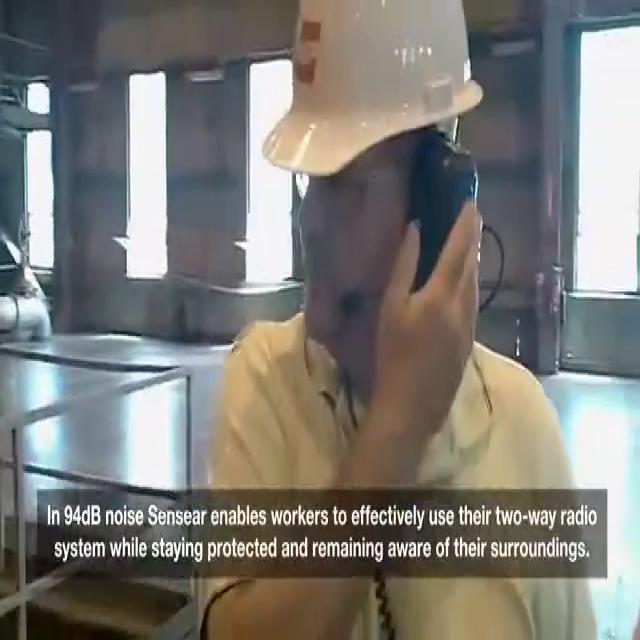 In 94dB noise Sensear enables workers to effectively use their two-way radio
system while staying protected and remaining aware of their surroundings.